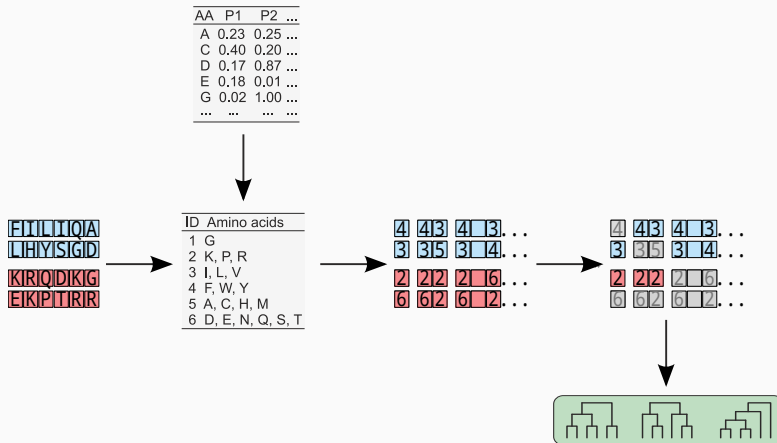 AA P1 P2 ...
A 0.23 0.25 ...
C 0.40 0.20 ...
D 0.17 0.87 ...
E 0.18 0.01 ...
G 0.02 1.00 ...
... ... ... ...
FILIQA
LHYSGD
KRQDKG
EKPTRR
ID Amino acids
1 G
2 K, P, R
3 I, L, V
4 F, W, Y
5 A, C, H, M
6 D, E, N, Q, S, T
4 43 4 3...
3 35 3 4...
2 22 2 6...
6 62 6 2...
4 43 4 3...
3 35 3 4...
2 22 2 6...
6 62 6 2...